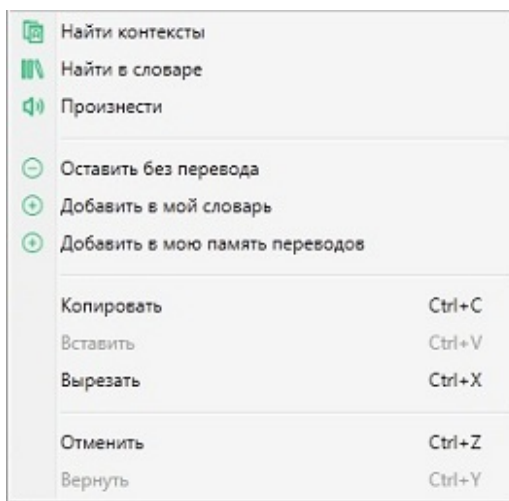 Найти контексты
Найти в словаре
Произнести
Оставить без перевода
Добавить в мой словарь
Добавить в мою память переводов
Копировать Ctrl+C
Вставить Ctrl+V
Вырезать Ctrl+X
Отменить Ctrl+Z
Вернуть Ctrl+Y